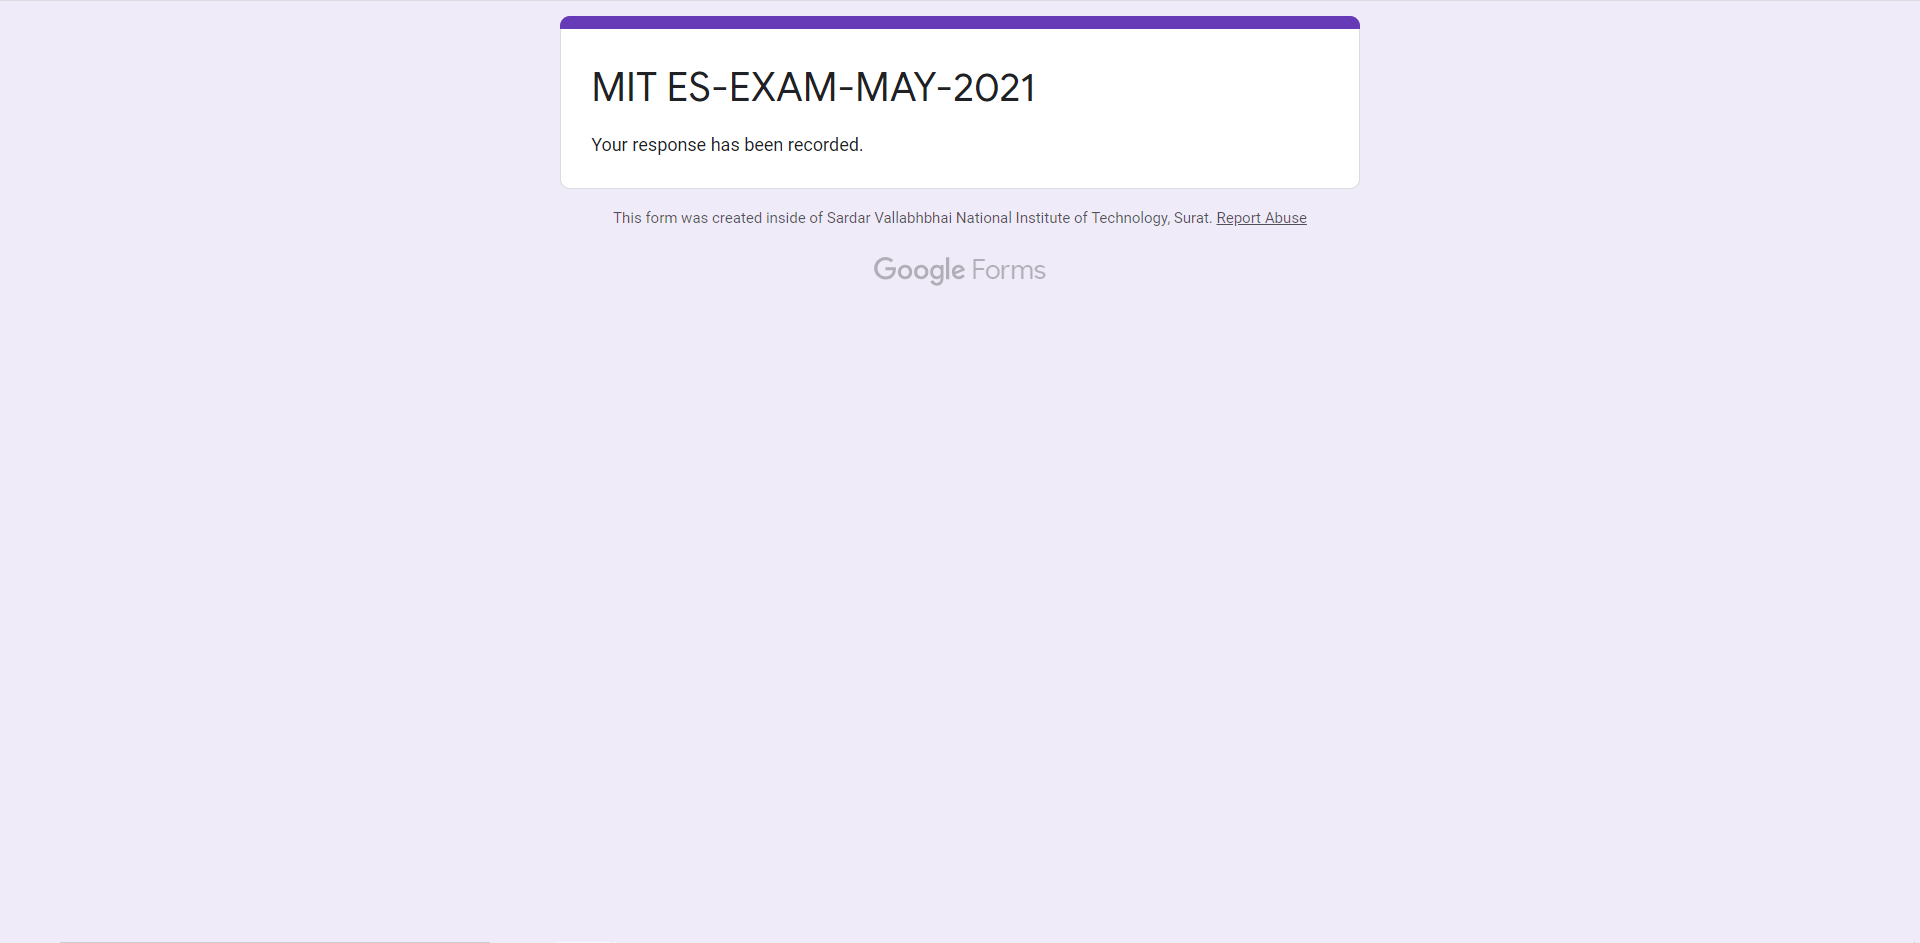 MIT ES-EXAM-MAY-2021
Your response has been recorded.
This form was created inside of Sardar Vallabhbhai National Institute of Technology, Surat. Report Abuse
Google Forms